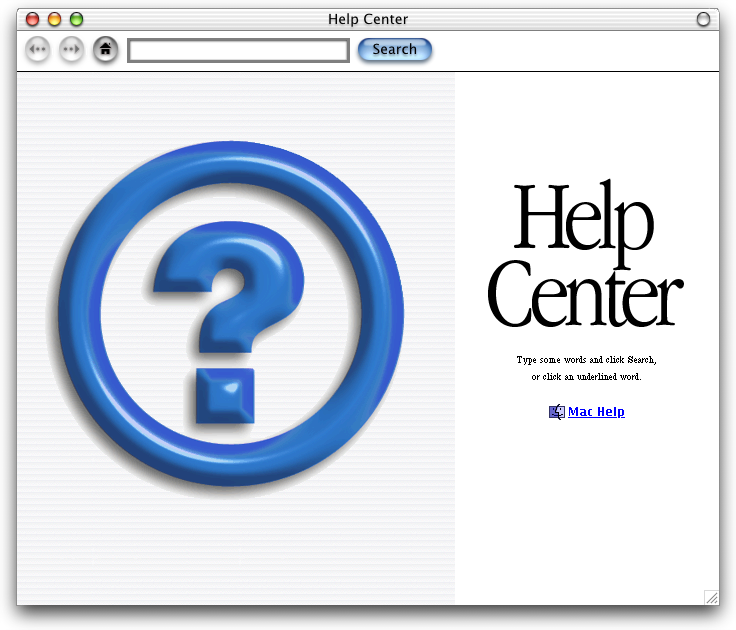 Help Center
Search
?
Help
Center
Type some words and click Search,
or click an underlined word.
Mac Help